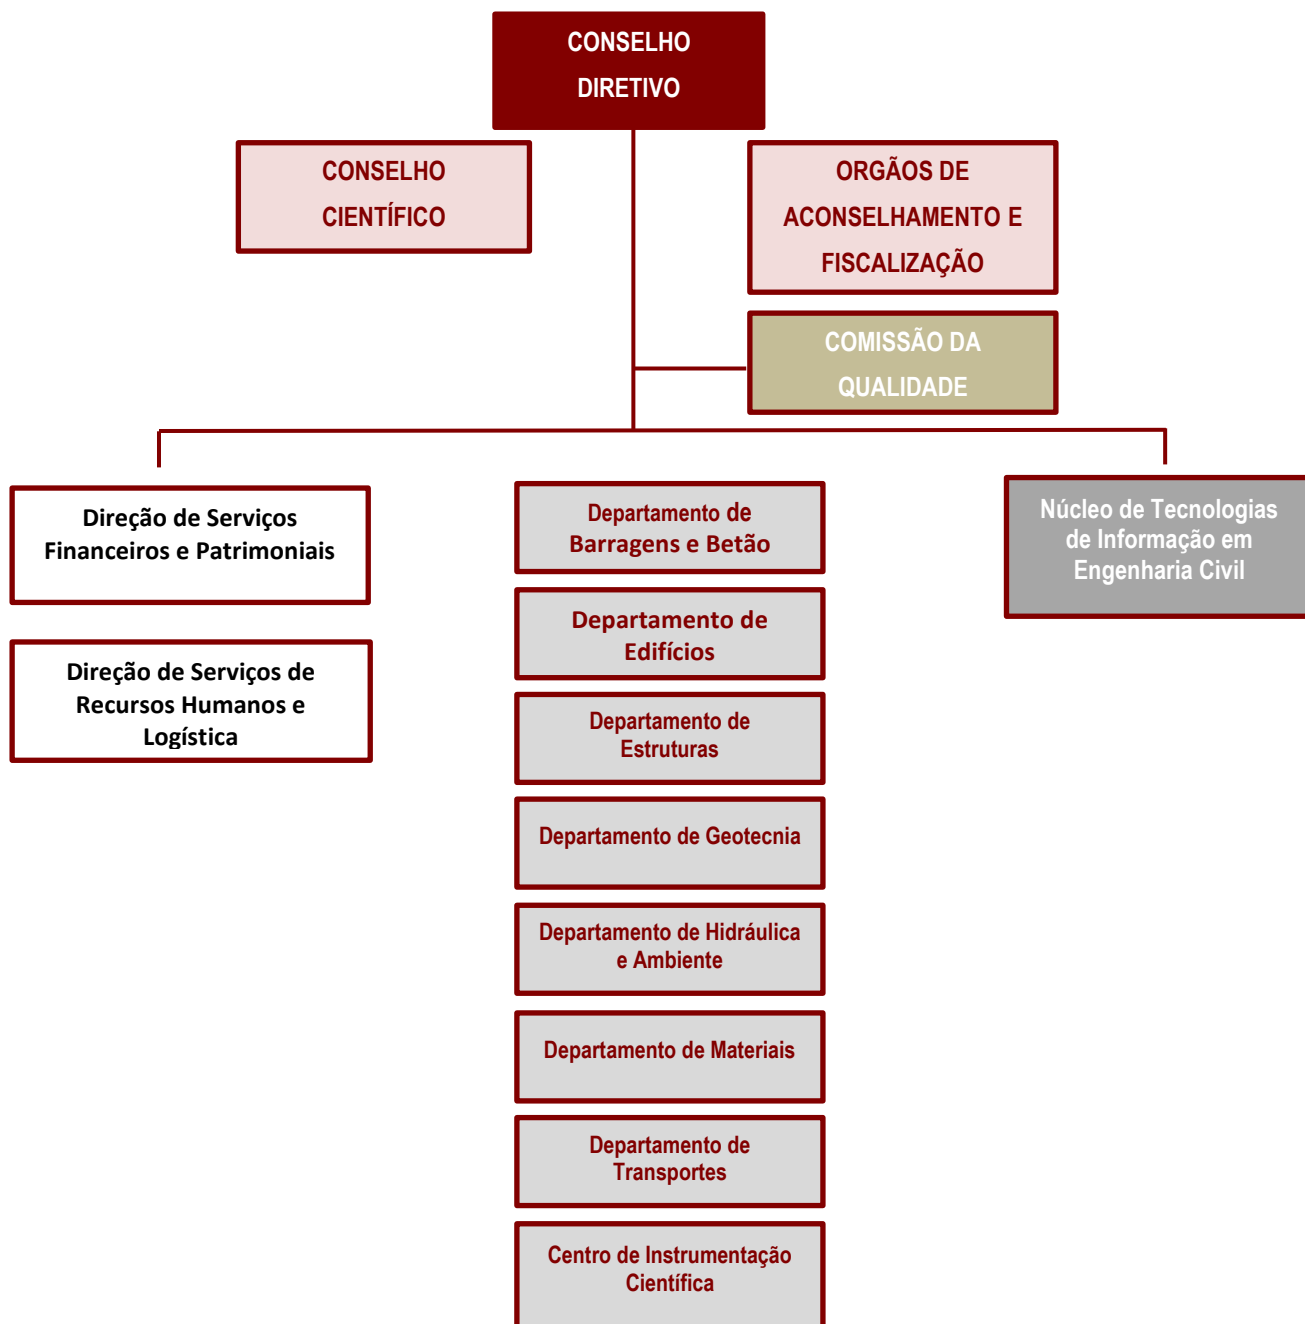 CONSELHO
DIRETIVO
CONSELHO
CIENTÍFICO
ORGÃOS DE
ACONSELHAMENTO E
FISCALIZAÇÃO
COMISSÃO DA
QUALIDADE
Direção de Serviços
Financeiros e Patrimoniais
Direção de Serviços de
Recursos Humanos e
Logística
Departamento de
Barragens e Betão
Departamento de
Edifícios
Departamento de
Estruturas
Departamento de Geotecnia
Departamento de Hidráulica
e Ambiente
Departamento de Materiais
Departamento de
Transportes
Centro de Instrumentação
Científica
Núcleo de Tecnologias
de Informação em
Engenharia Civil